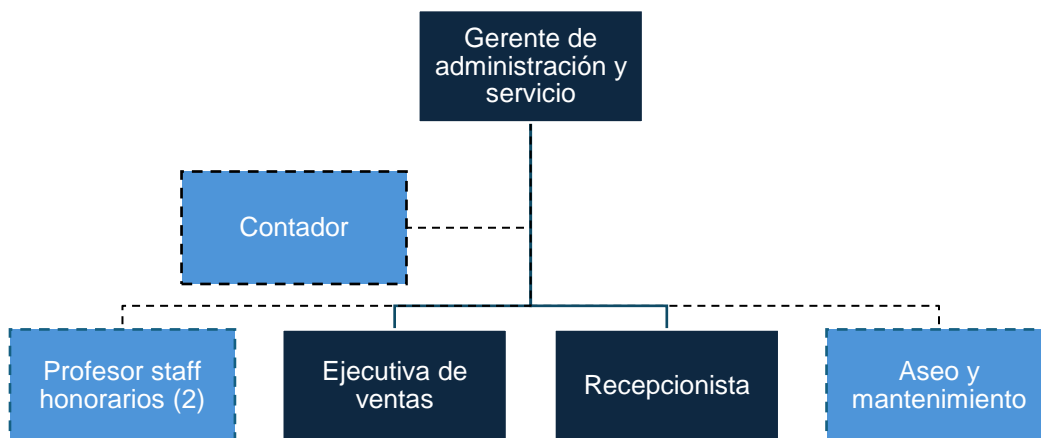 Gerente de
administración y
servicio
Contador
Profesor staff
honorarios (2)
Ejecutiva de
ventas
Recepcionista
Aseo y
mantenimiento